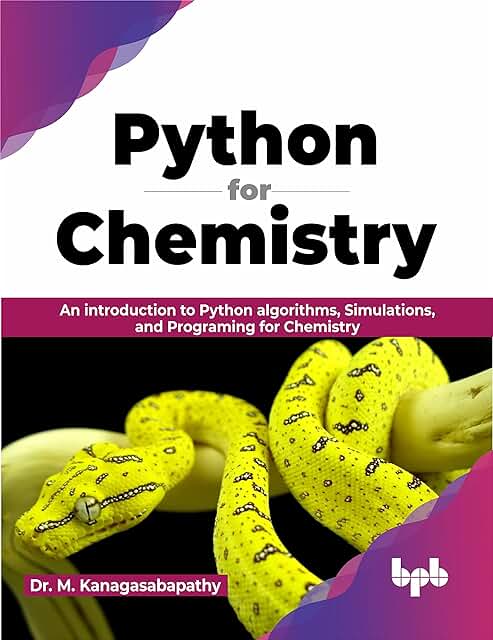 Python
for
Chemistry
An introduction to Python algorithms, Simulations,
and Programing for Chemistry
Dr. M. Kanagasabapathy
bpb